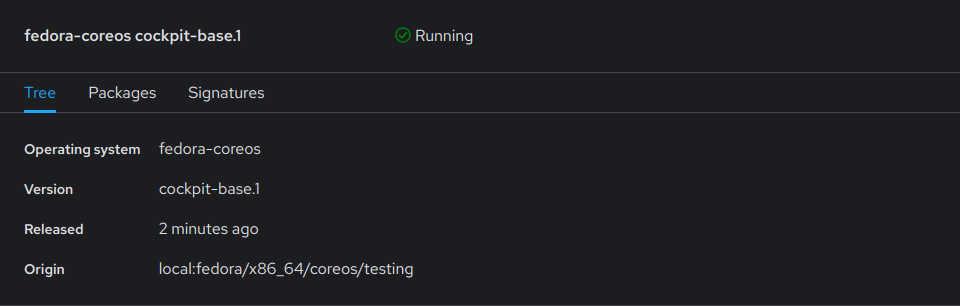 fedora-coreos cockpit-base.1 Running
Tree Packages Signatures
Operating system fedora-coreos
Version cockpit-base.1
Released 2 minutes ago
Origin local:fedora/x86_64/coreos/testing